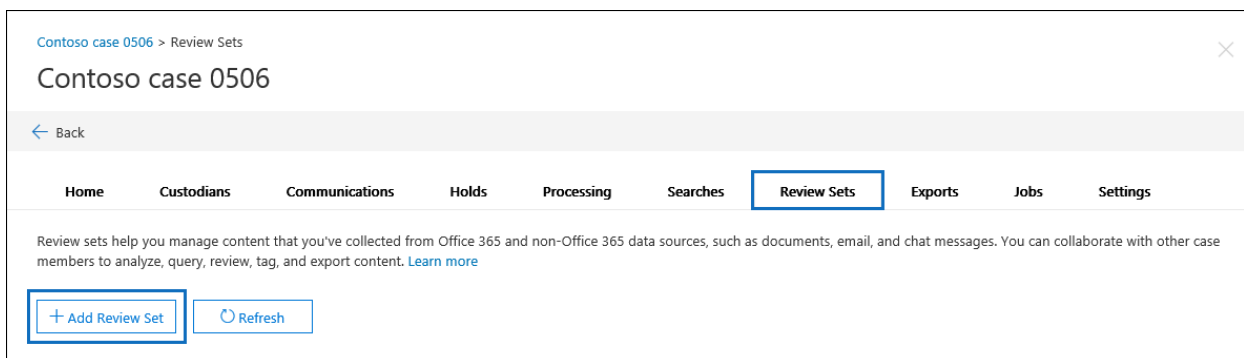 Contoso case 0506 > Review Sets
Contoso case 0506
Back
Home Custodians Communications Holds Processing Searches Review Sets Exports Jobs Settings
Review sets help you manage content that you've collected from Office 365 and non-Office 365 data sources, such as documents, email, and chat messages. You can collaborate with other case
members to analyze, query, review, tag, and export content. Learn more
+ Add Review Set Refresh